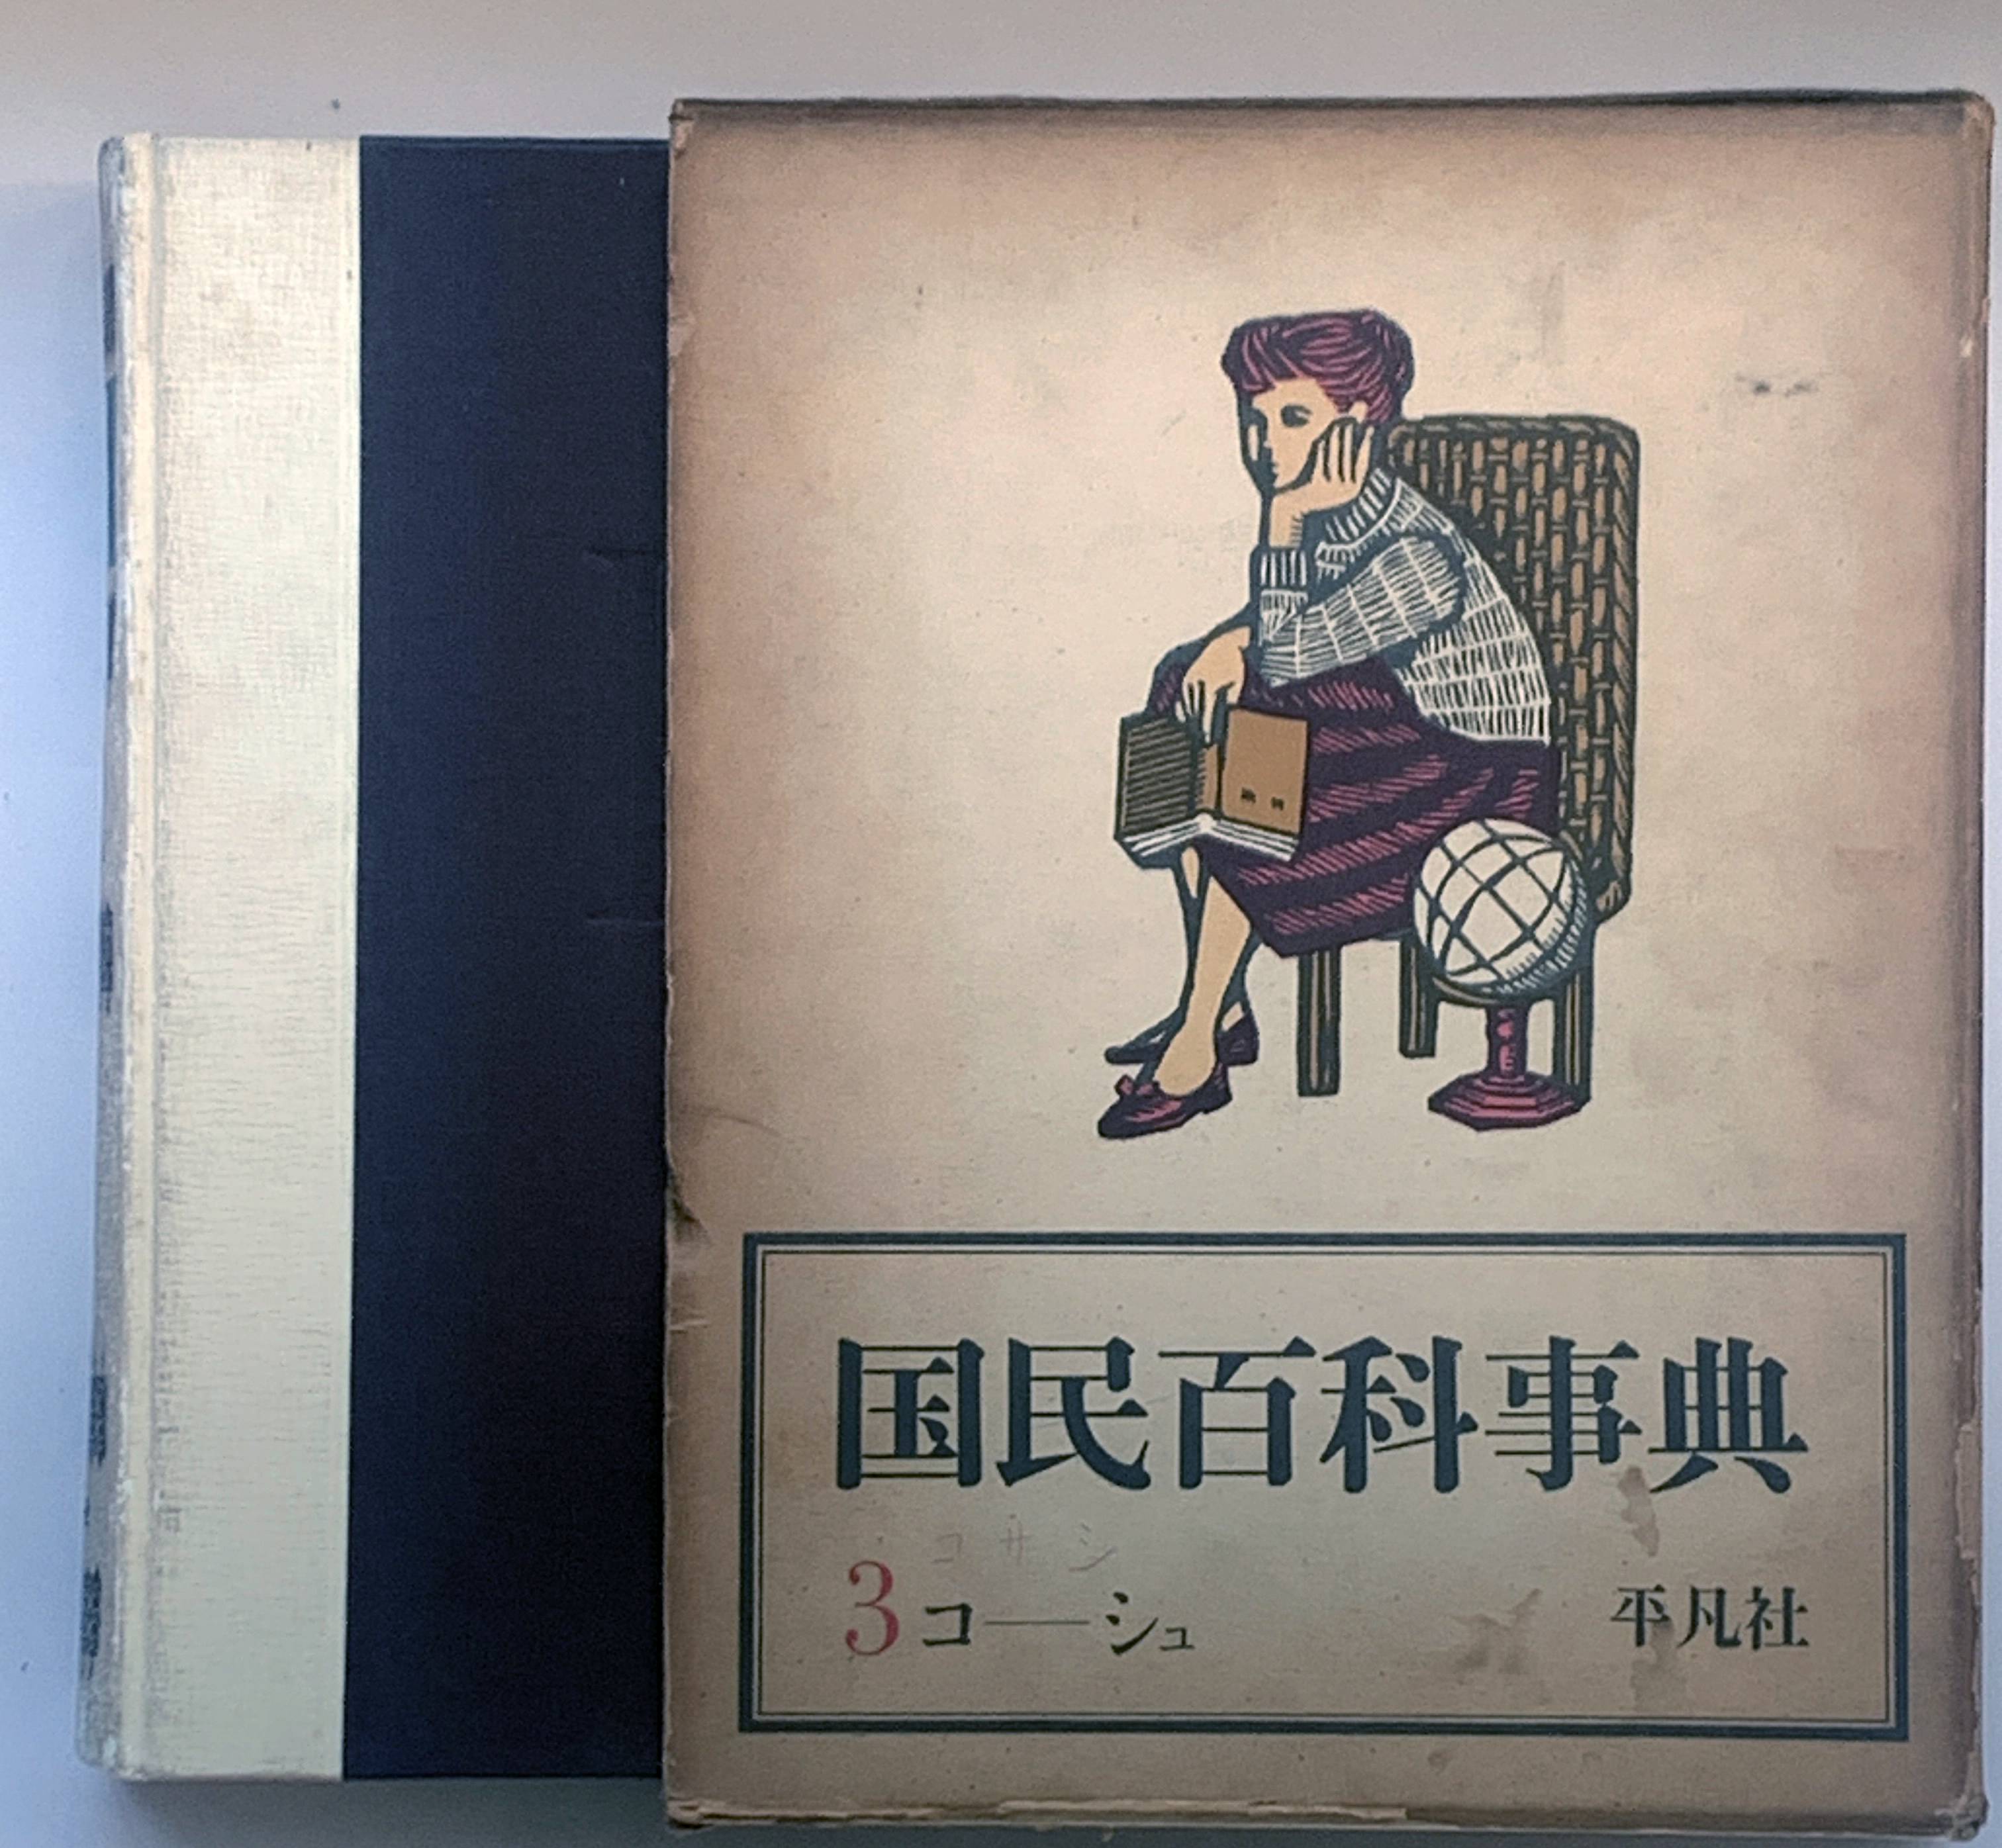 国民百科事典
コサシ
3 コ—シュ 平凡社